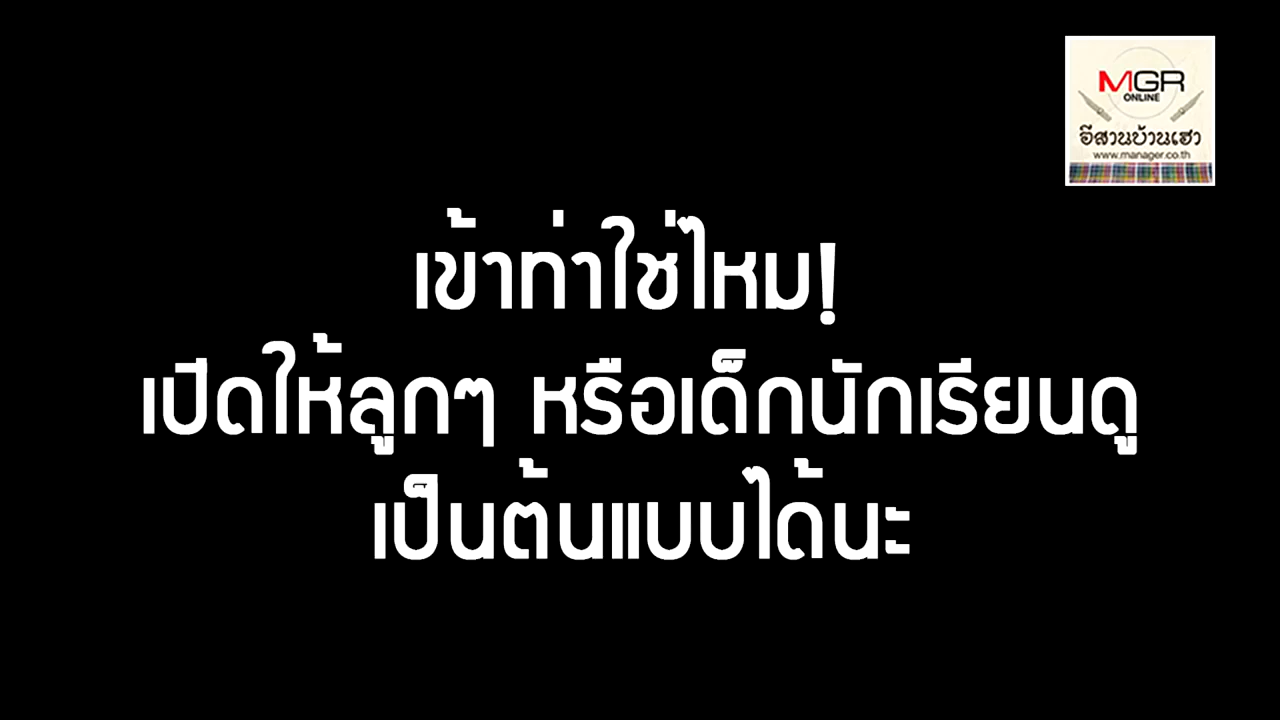 MGR
ONLINE
อีสานบ้านเฮา
www.manager.co.th
เข้าท่าใช่ไหม!
เปิดให้ลูกๆ หรือเด็กนักเรียนดู
เป็นต้นแบบได้นะ